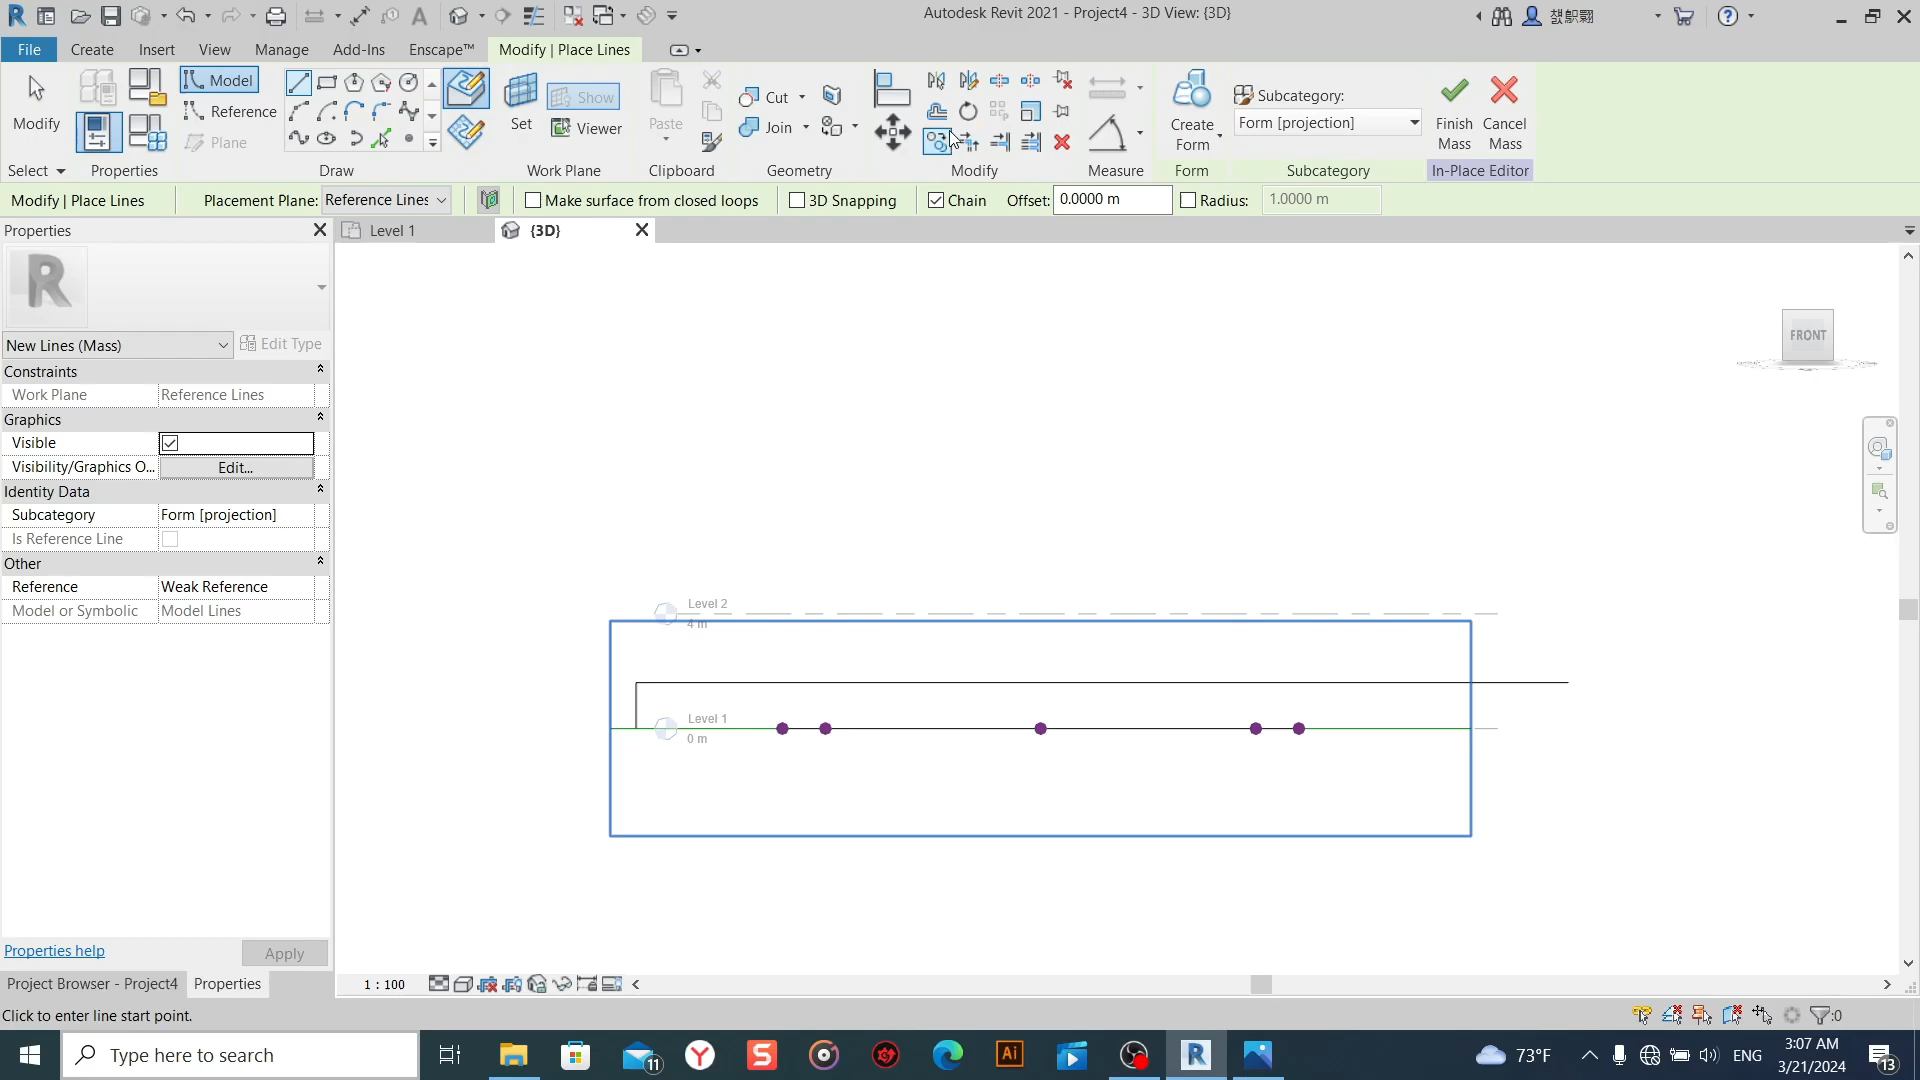 Autodesk Revit 2021 - Project4 - 3D View: {3D}
File Create Insert View Manage Add-Ins Enscape™ Modify | Place Lines
Modify
Model
Reference
Plane
Set
Show
Viewer
Paste
Cut
Join
Create
Form
Subcategory:
Form [projection]
Finish
Mass
Cancel
Mass
Select Properties Draw Work Plane Clipboard Geometry Modify Measure Form Subcategory In-Place Editor
Modify | Place Lines Placement Plane: Reference Lines Make surface from closed loops 3D Snapping Chain Offset: 0.0000 m Radius: 1.0000 m
Properties
Level 1 {3D}
New Lines (Mass) Edit Type
Constraints
Work Plane Reference Lines
Graphics
Visible
Visibility/Graphics O... Edit...
Identity Data
Subcategory Form [projection]
Is Reference Line
Other
Reference Weak Reference
Model or Symbolic Model Lines
FRONT
Level 2
4 m
Level 1
0 m
Properties help Apply
Project Browser - Project4 Properties
1 : 100
Click to enter line start point.
:0
Type here to search
11
73°F
ENG
3:07 AM
3/21/2024
13